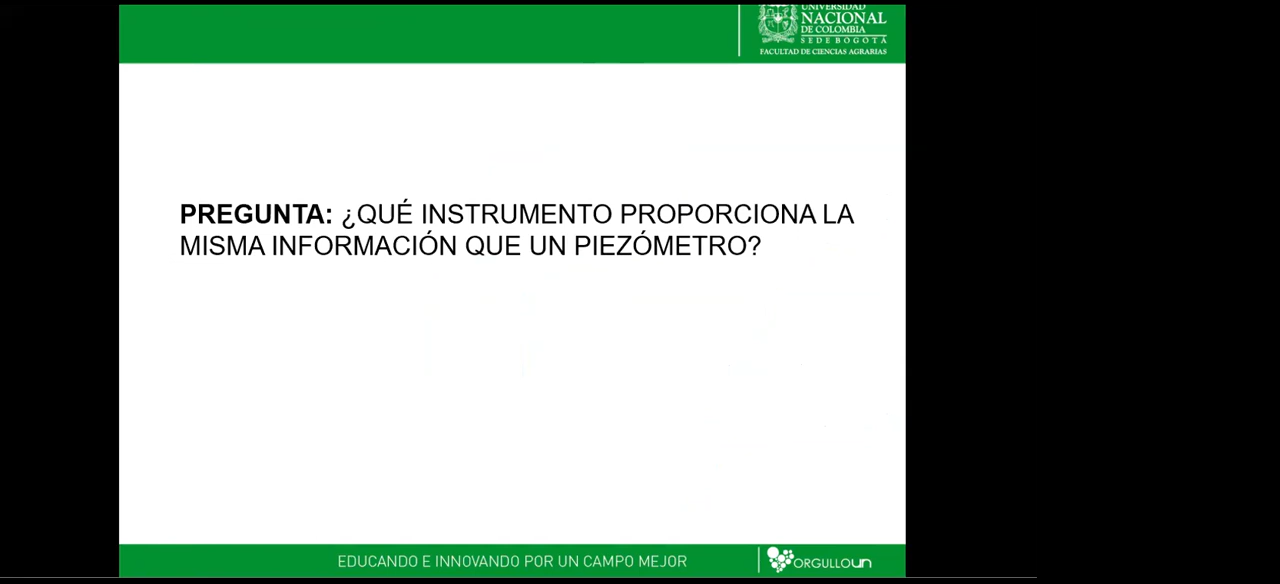 UNIVERSIDAD
NACIONAL
DE COLOMBIA
SEDE BOGOTÁ
FACULTAD DE CIENCIAS AGRARIAS
PREGUNTA: ¿QUÉ INSTRUMENTO PROPORCIONA LA
MISMA INFORMACIÓN QUE UN PIEZÓMETRO?
EDUCANDO E INNOVANDO POR UN CAMPO MEJOR
ORGULLOUN